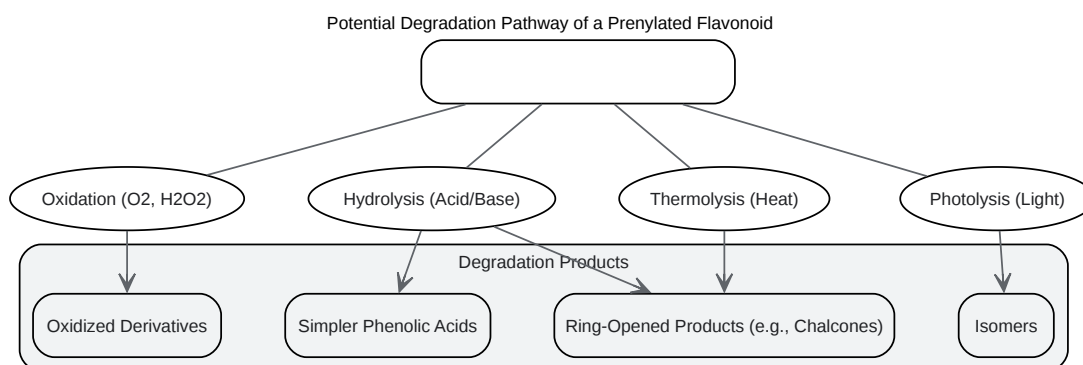 Potential Degradation Pathway of a Prenylated Flavonoid
Oxidation (O2, H2O2)
Hydrolysis (Acid/Base)
Thermolysis (Heat)
Photolysis (Light)
Degradation Products
Oxidized Derivatives
Simpler Phenolic Acids
Ring-Opened Products (e.g., Chalcones)
Isomers